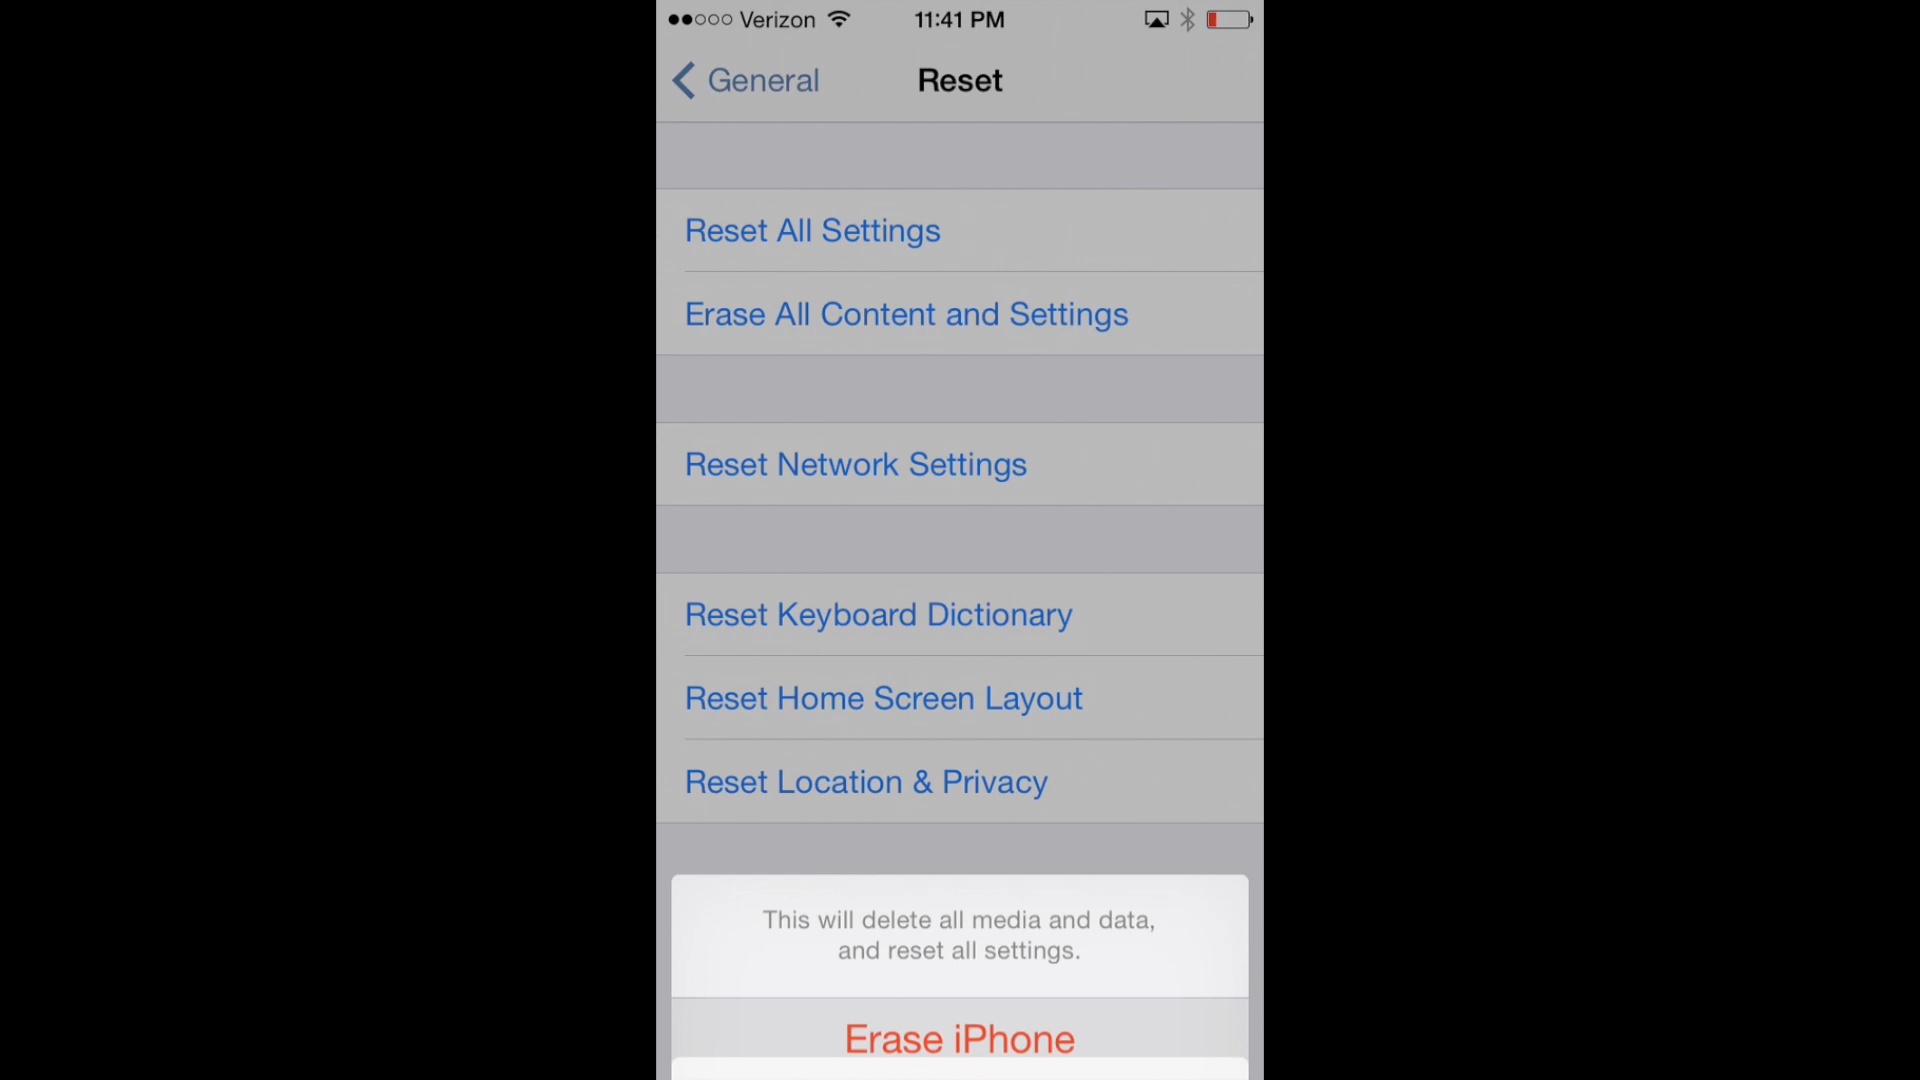 Verizon 11:41 PM
General Reset
Reset All Settings
Erase All Content and Settings
Reset Network Settings
Reset Keyboard Dictionary
Reset Home Screen Layout
Reset Location & Privacy
This will delete all media and data,
and reset all settings.
Erase iPhone